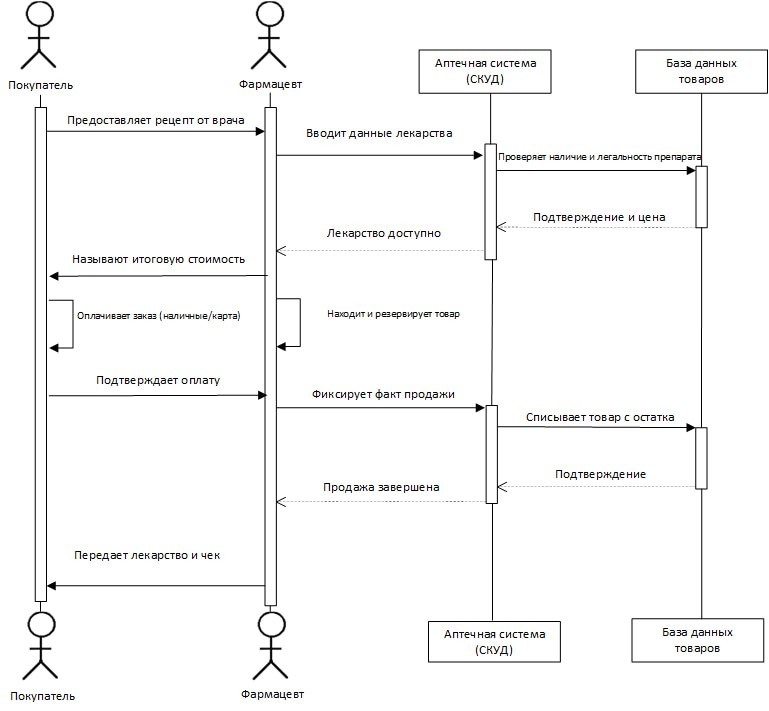 Покупатель
Фармацевт
Аптечная система
(СКУД)
База данных
товаров
Предоставляет рецепт от врача
Вводит данные лекарства
Проверяет наличие и легальность препарата
Подтверждение и цена
Лекарство доступно
Называют итоговую стоимость
Оплачивает заказ (наличные/карта)
Находит и резервирует товар
Подтверждает оплату
Фиксирует факт продажи
Списывает товар с остатка
Подтверждение
Продажа завершена
Передает лекарство и чек
Покупатель
Фармацевт
Аптечная система
(СКУД)
База данных
товаров